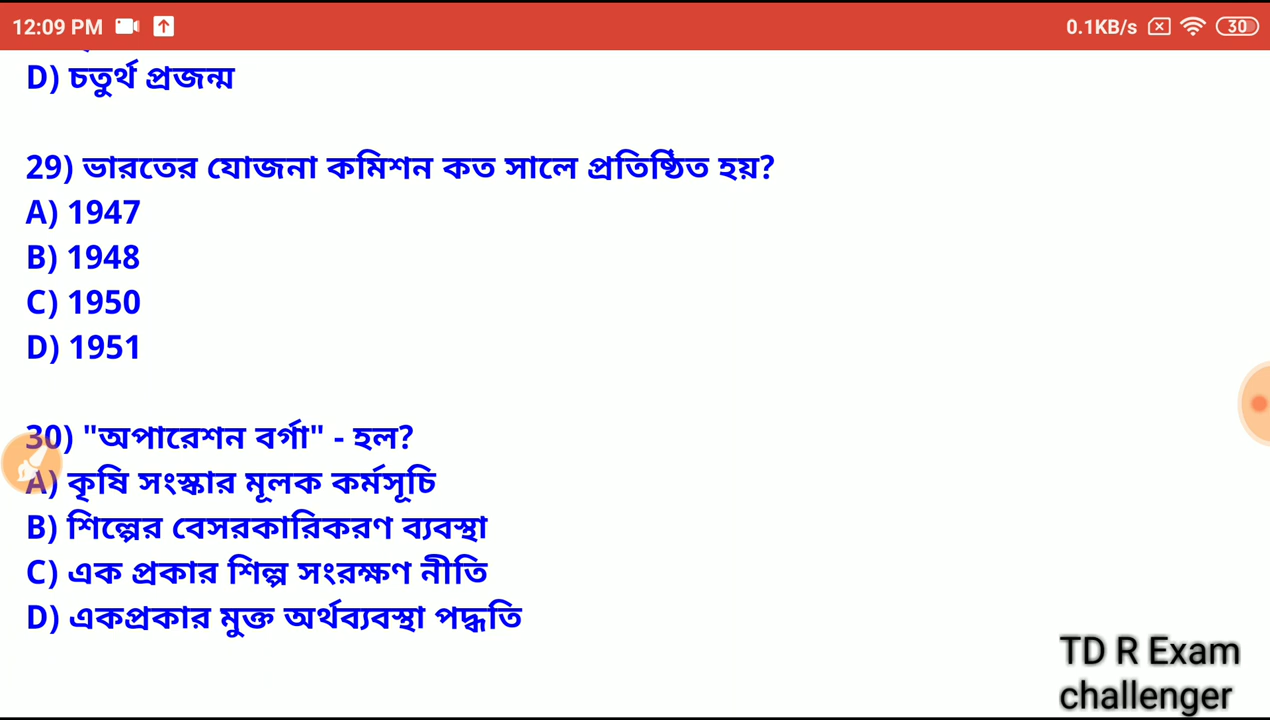 12:09 PM
0.1KB/s
30
D) চতুর্থ প্রজন্ম
29) ভারতের যোজনা কমিশন কত সালে প্রতিষ্ঠিত হয়?
A) 1947
B) 1948
C) 1950
D) 1951
30) "অপারেশন বর্গা" - হল?
A) কৃষি সংস্কার মূলক কর্মসূচি
B) শিল্পের বেসরকারিকরণ ব্যবস্থা
C) এক প্রকার শিল্প সংরক্ষণ নীতি
D) একপ্রকার মুক্ত অর্থব্যবস্থা পদ্ধতি
TD R Exam
challenger